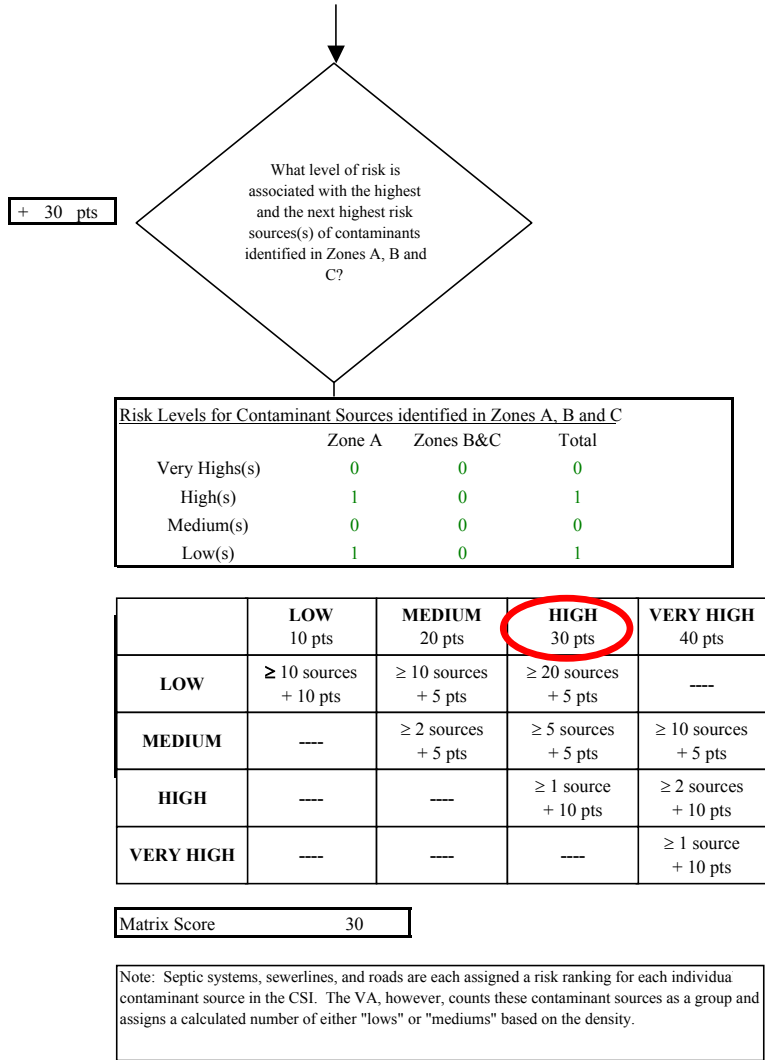 What level of risk is
associated with the highest
and the next highest risk
sources(s) of contaminants
identified in Zones A, B and
C?
+ 30 pts
Risk Levels for Contaminant Sources identified in Zones A, B and C
Zone A Zones B&C Total
Very Highs(s) 0 0 0
High(s) 1 0 1
Medium(s) 0 0 0
Low(s) 1 0 1
LOW MEDIUM HIGH VERY HIGH
10 pts 20 pts 30 pts 40 pts
LOW ≥ 10 sources ≥ 10 sources ≥ 20 sources ----
+ 10 pts + 5 pts + 5 pts
MEDIUM ---- ≥ 2 sources ≥ 5 sources ≥ 10 sources
+ 5 pts + 5 pts + 5 pts
HIGH ---- ---- ≥ 1 source ≥ 2 sources
+ 10 pts + 10 pts
VERY HIGH ---- ---- ---- ≥ 1 source
+ 10 pts
Matrix Score 30
Note: Septic systems, sewerlines, and roads are each assigned a risk ranking for each individua
contaminant source in the CSI. The VA, however, counts these contaminant sources as a group and
assigns a calculated number of either "lows" or "mediums" based on the density.